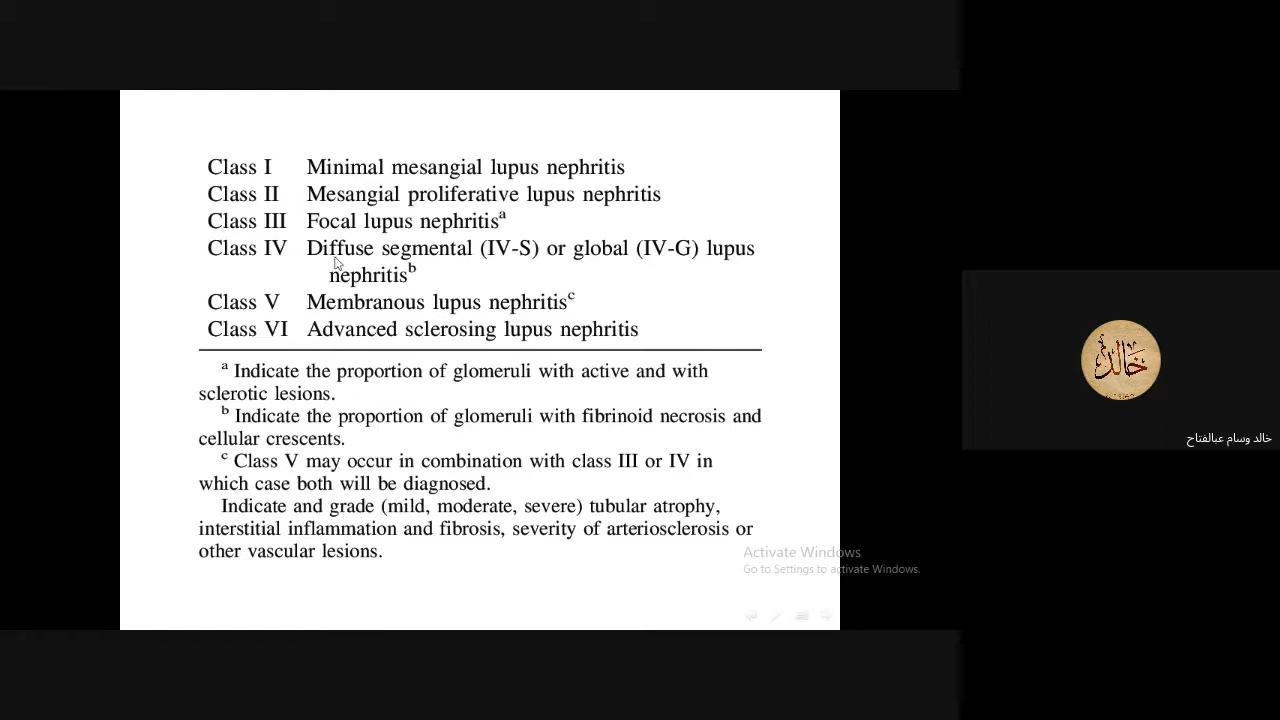 Class I Minimal mesangial lupus nephritis
Class II Mesangial proliferative lupus nephritis
Class III Focal lupus nephritisᵃ
Class IV Diffuse segmental (IV-S) or global (IV-G) lupus
nephritisᵇ
Class V Membranous lupus nephritisᶜ
Class VI Advanced sclerosing lupus nephritis
ᵃ Indicate the proportion of glomeruli with active and with
sclerotic lesions.
ᵇ Indicate the proportion of glomeruli with fibrinoid necrosis and
cellular crescents.
ᶜ Class V may occur in combination with class III or IV in
which case both will be diagnosed.
Indicate and grade (mild, moderate, severe) tubular atrophy,
interstitial inflammation and fibrosis, severity of arteriosclerosis or
other vascular lesions.
Activate Windows
Go to Settings to activate Windows.
خالد
خالد وسام عبالفتاح